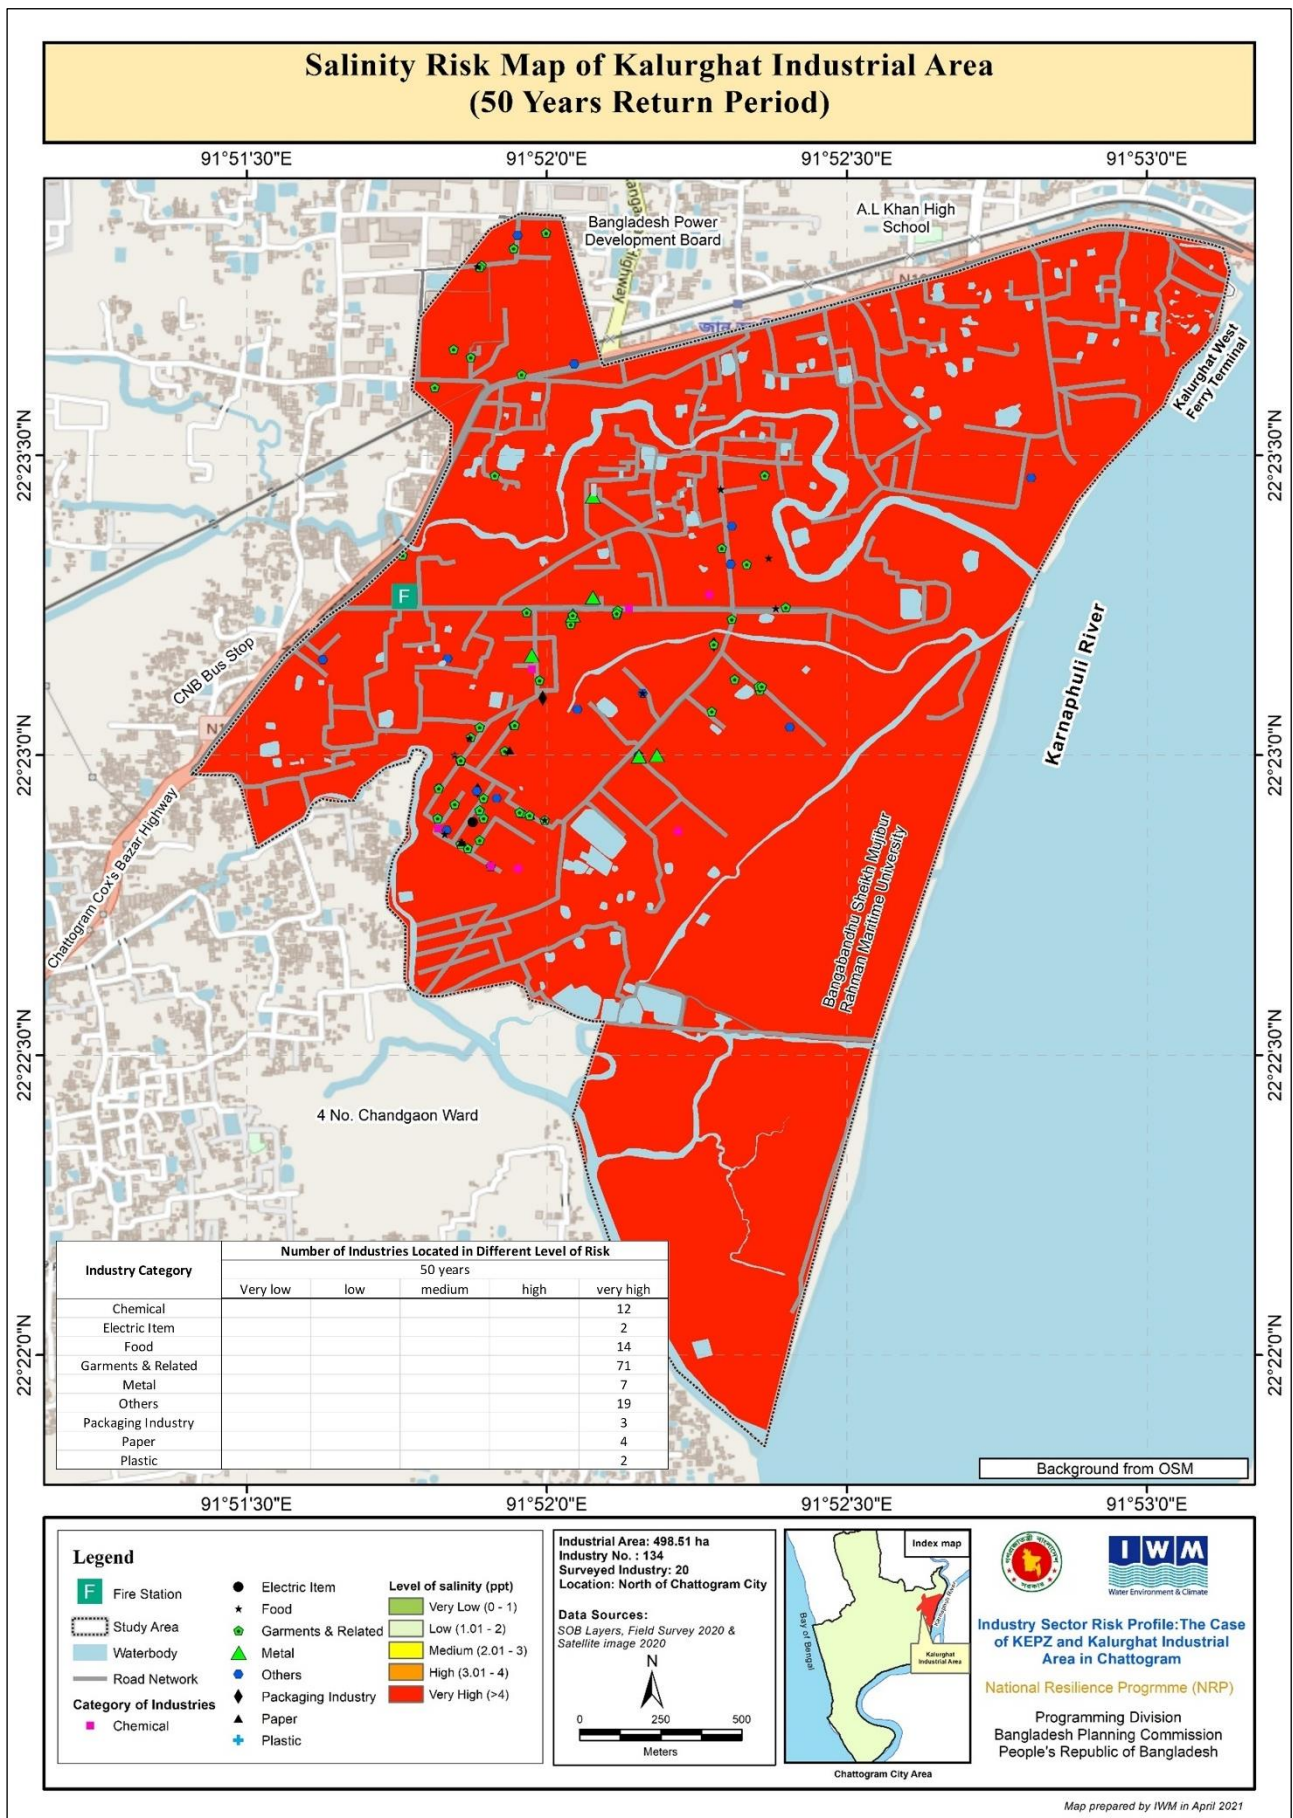 Salinity Risk Map of Kalurghat Industrial Area
(50 Years Return Period)
91°51'30"E
91°52'0"E
91°52'30"E
91°53'0"E
Bangladesh Power
Development Board
A.L Khan High
School
Kalurghat West
Ferry Terminal
22°23'30"N
22°23'30"N
F
CNB Bus Stop
Karnaphuli River
22°23'0"N
22°23'0"N
Chattogram Cox's Bazar Highway
Bangabandhu Sheikh Mujibur
Rahman Maritime University
22°22'30"N
22°22'30"N
4 No. Chandgaon Ward
22°22'0"N
22°22'0"N
Number of Industries Located in Different Level of Risk
Industry Category
50 years
Very low low medium high very high
Chemical 12
Electric Item 2
Food 14
Garments & Related 71
Metal 7
Others 19
Packaging Industry 3
Paper 4
Plastic 2
Background from OSM
91°51'30"E
91°52'0"E
91°52'30"E
91°53'0"E
Legend
F Fire Station
Study Area
Waterbody
Road Network
Category of Industries
Chemical
Electric Item
Food
Garments & Related
Metal
Others
Packaging Industry
Paper
Plastic
Level of salinity (ppt)
Very Low (0 - 1)
Low (1.01 - 2)
Medium (2.01 - 3)
High (3.01 - 4)
Very High (>4)
Industrial Area: 498.51 ha
Industry No. : 134
Surveyed Industry: 20
Location: North of Chattogram City
Data Sources:
SOB Layers, Field Survey 2020 &
Satellite image 2020
N
0 250 500
Meters
Index map
Bay of Bengal
Karnaphuli River
Kalurghat
Industrial Area
Chattogram City Area
IWM
Water Environment & Climate
Industry Sector Risk Profile:The Case
of KEPZ and Kalurghat Industrial
Area in Chattogram
National Resilience Progrmme (NRP)
Programming Division
Bangladesh Planning Commission
People's Republic of Bangladesh
Map prepared by IWM in April 2021